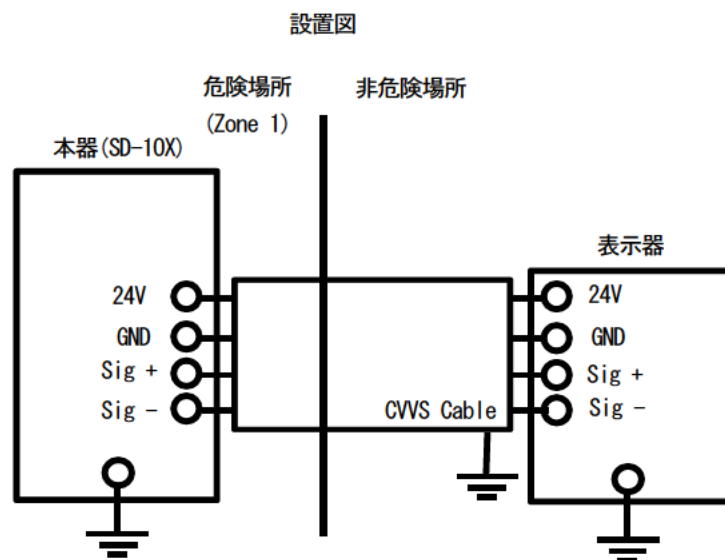 設置図
危険場所
(Zone 1)
非危険場所
本器(SD-10X)
24V
GND
Sig +
Sig -
CVVS Cable
表示器
24V
GND
Sig +
Sig -